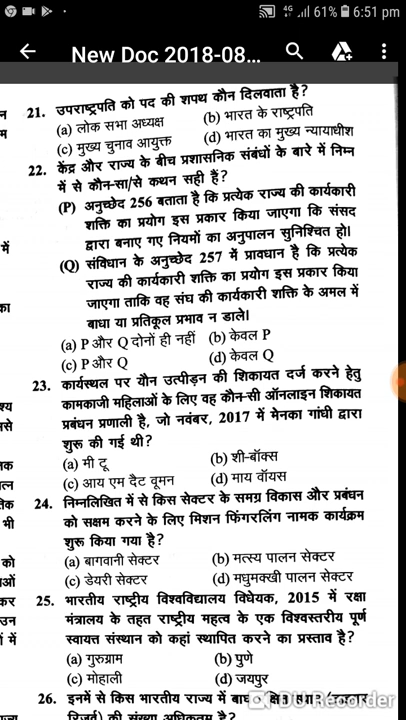 4G 61% 6:51 pm
New Doc 2018-08...
21. उपराष्ट्रपति को पद की शपथ कौन दिलवाता है?
(a) लोक सभा अध्यक्ष (b) भारत के राष्ट्रपति
(c) मुख्य चुनाव आयुक्त (d) भारत का मुख्य न्यायाधीश
22. केंद्र और राज्य के बीच प्रशासनिक संबंधों के बारे में निम्न
में से कौन-सा/से कथन सही हैं?
(P) अनुच्छेद 256 बताता है कि प्रत्येक राज्य की कार्यकारी
शक्ति का प्रयोग इस प्रकार किया जाएगा कि संसद
द्वारा बनाए गए नियमों का अनुपालन सुनिश्चित हो।
में (Q) संविधान के अनुच्छेद 257 में प्रावधान है कि प्रत्येक
राज्य की कार्यकारी शक्ति का प्रयोग इस प्रकार किया
का जाएगा ताकि वह संघ की कार्यकारी शक्ति के अमल में
बाधा या प्रतिकूल प्रभाव न डाले।
(a) P और Q दोनों ही नहीं (b) केवल P
(c) P और Q (d) केवल Q
23. कार्यस्थल पर यौन उत्पीड़न की शिकायत दर्ज करने हेतु
श्य कामकाजी महिलाओं के लिए वह कौन-सी ऑनलाइन शिकायत
से प्रबंधन प्रणाली है, जो नवंबर, 2017 में मेनका गांधी द्वारा
शुरू की गई थी?
तिक (a) मी टू (b) शी-बॉक्स
त्न (c) आय एम दैट वूमन (d) माय वॉयस
तिक 24. निम्नलिखित में से किस सेक्टर के समग्र विकास और प्रबंधन
भी को सक्षम करने के लिए मिशन फिंगरलिंग नामक कार्यक्रम
शुरू किया गया है?
को (a) बागवानी सेक्टर (b) मत्स्य पालन सेक्टर
ओं (c) डेयरी सेक्टर (d) मधुमक्खी पालन सेक्टर
कर 25. भारतीय राष्ट्रीय विश्वविद्यालय विधेयक, 2015 में रक्षा
उन मंत्रालय के तहत राष्ट्रीय महत्व के एक विश्वस्तरीय पूर्ण
में स्वायत्त संस्थान को कहां स्थापित करने का प्रस्ताव है?
(a) गुरुग्राम (b) पुणे
(c) मोहाली (d) जयपुर
26. इनमें से किस भारतीय राज्य में बाघ
DU Recorder
रिजर्व) की संख्या अधिकतम है?